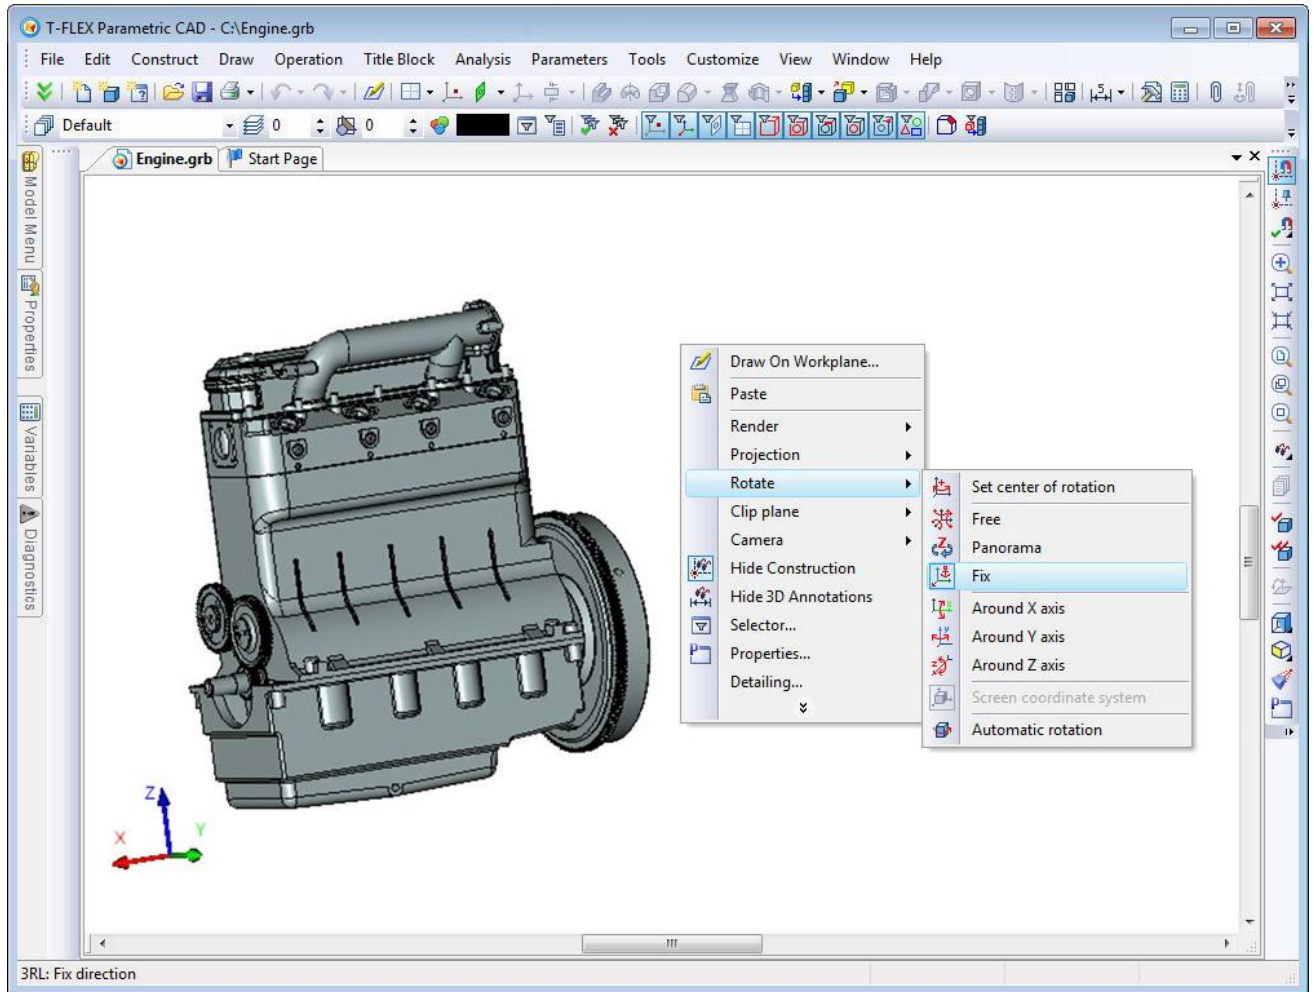 T-FLEX Parametric CAD - C:\Engine.grb
File Edit Construct Draw Operation Title Block Analysis Parameters Tools Customize View Window Help
Default 0 0
Engine.grb Start Page
Model Menu
Properties
Variables
Diagnostics
Draw On Workplane...
Paste
Render
Projection
Rotate
Clip plane
Camera
Hide Construction
Hide 3D Annotations
Selector...
Properties...
Detailing...
Set center of rotation
Free
Panorama
Fix
Around X axis
Around Y axis
Around Z axis
Screen coordinate system
Automatic rotation
Z
X Y
3RL: Fix direction